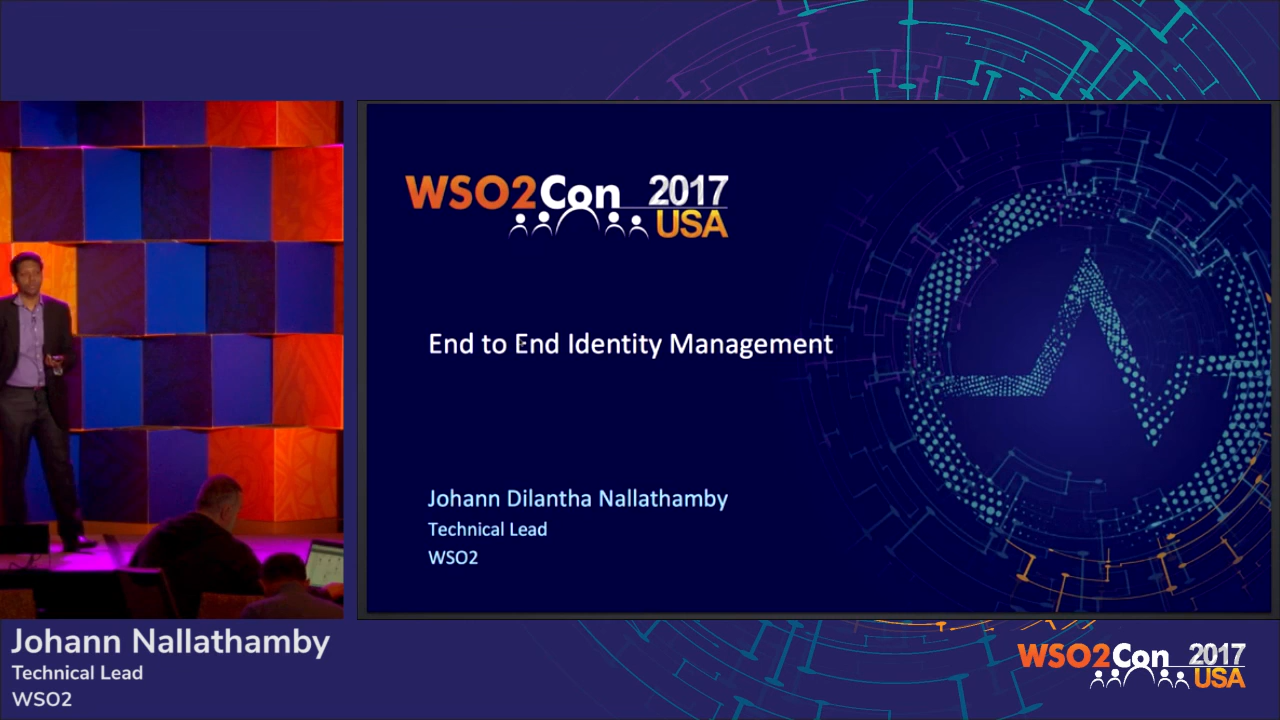 WSO2Con 2017
USA
End to End Identity Management
Johann Dilantha Nallathamby
Technical Lead
WSO2
Johann Nallathamby
Technical Lead
WSO2
WSO2Con 2017
USA